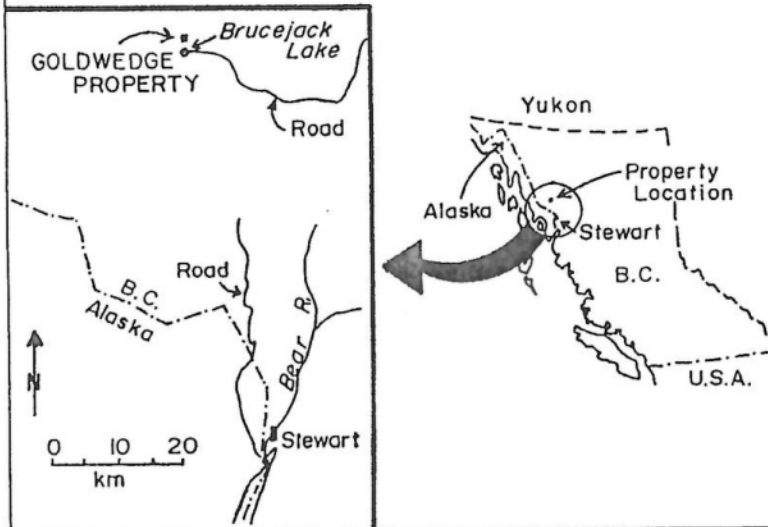 Brucejack
Lake
GOLDWEDGE
PROPERTY
Road
Road
B.C.
Alaska
Bear R.
N
Stewart
0 10 20
km
Yukon
Property
Location
Alaska
Stewart
B.C.
U.S.A.